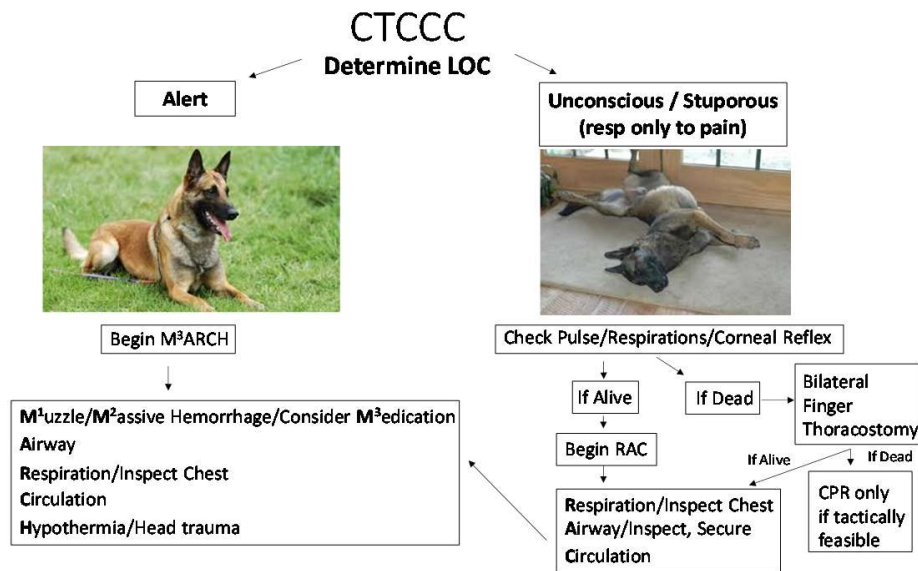 CTCCC
Determine LOC
Alert
Unconscious / Stuporous
(resp only to pain)
Begin M³ARCH
Check Pulse/Respirations/Corneal Reflex
If Alive
If Dead
Bilateral
Finger
Thoracostomy
Begin RAC
M¹uzzle/M²assive Hemorrhage/Consider M³edication
Airway
Respiration/Inspect Chest
Circulation
Hypothermia/Head trauma
If Alive
If Dead
Respiration/Inspect Chest
Airway/Inspect, Secure
Circulation
CPR only
if tactically
feasible